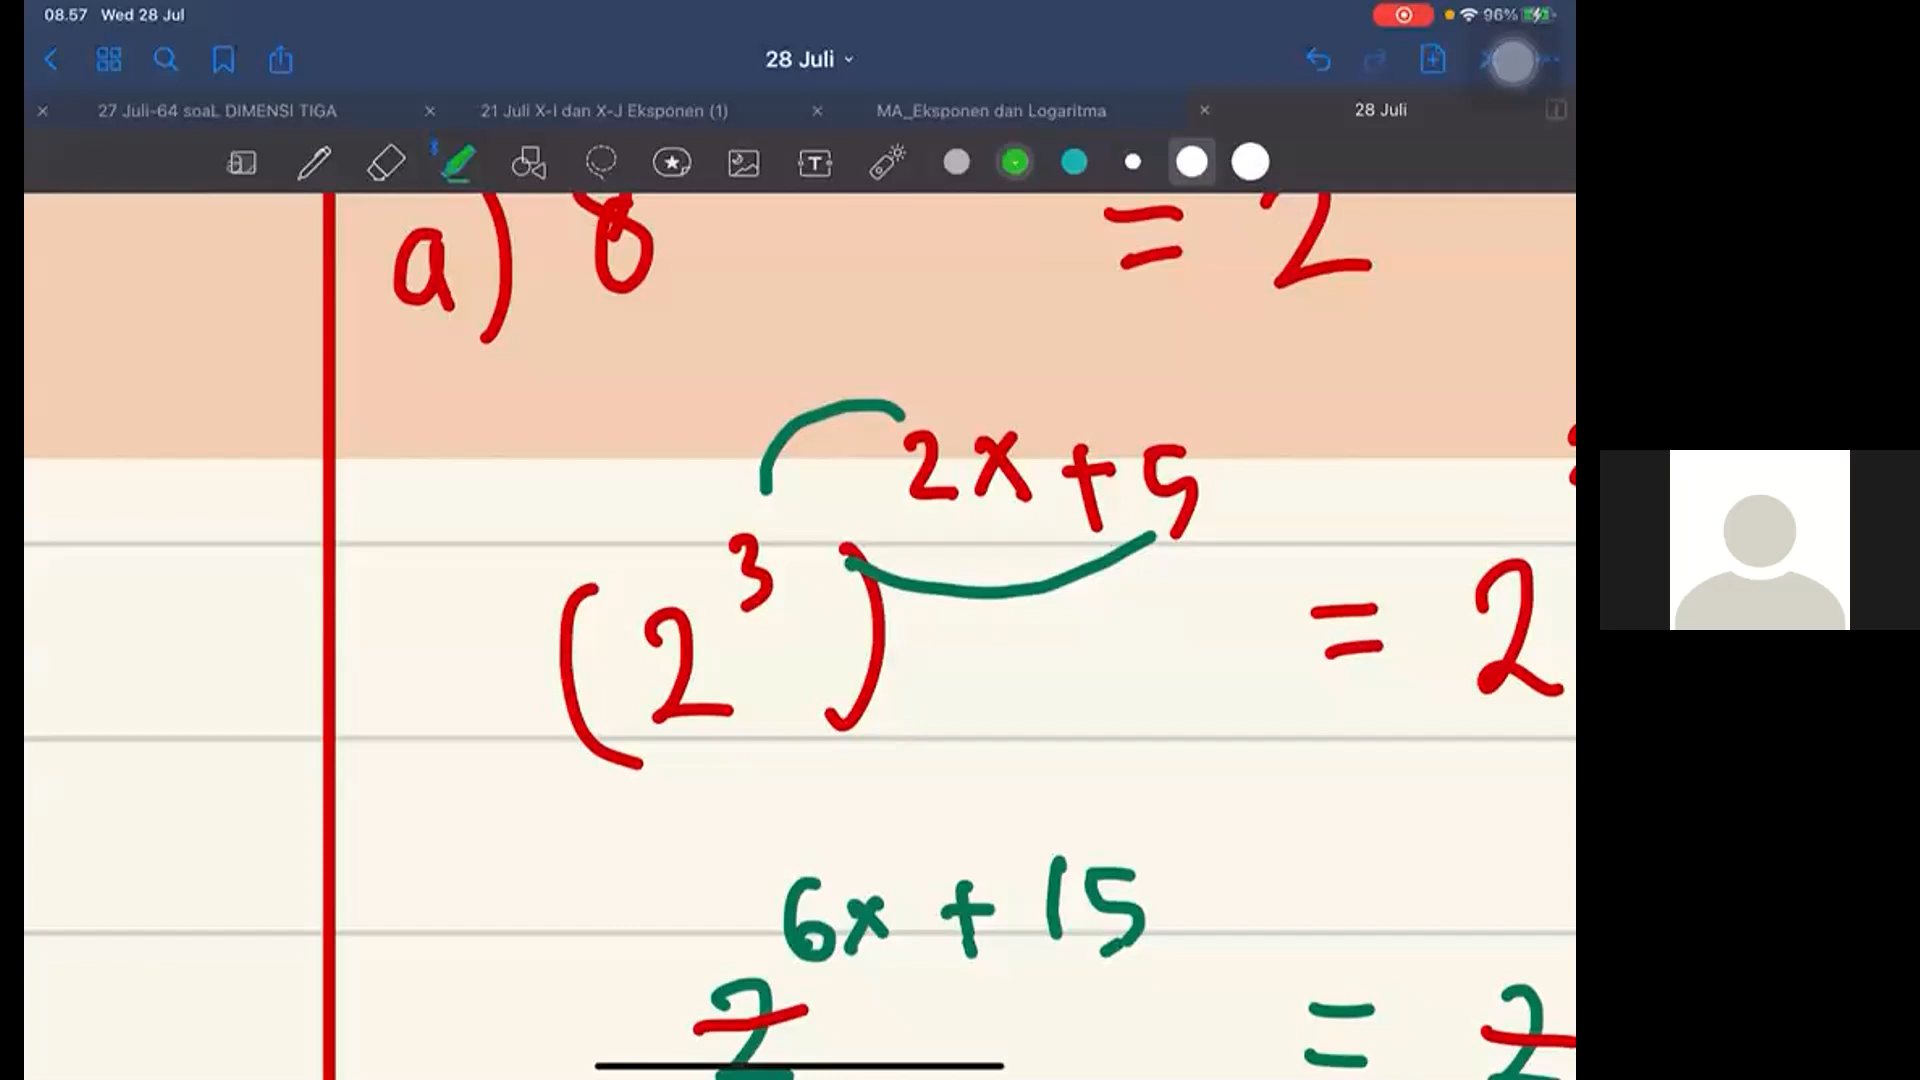 08.57 Wed 28 Jul 96%
28 Juli
27 Juli-64 soaL DIMENSI TIGA 21 Juli X-I dan X-J Eksponen (1) MA_Eksponen dan Logaritma 28 Juli
a) 8 = 2
2x + 5
(2³) = 2
6x + 15
2 = 2